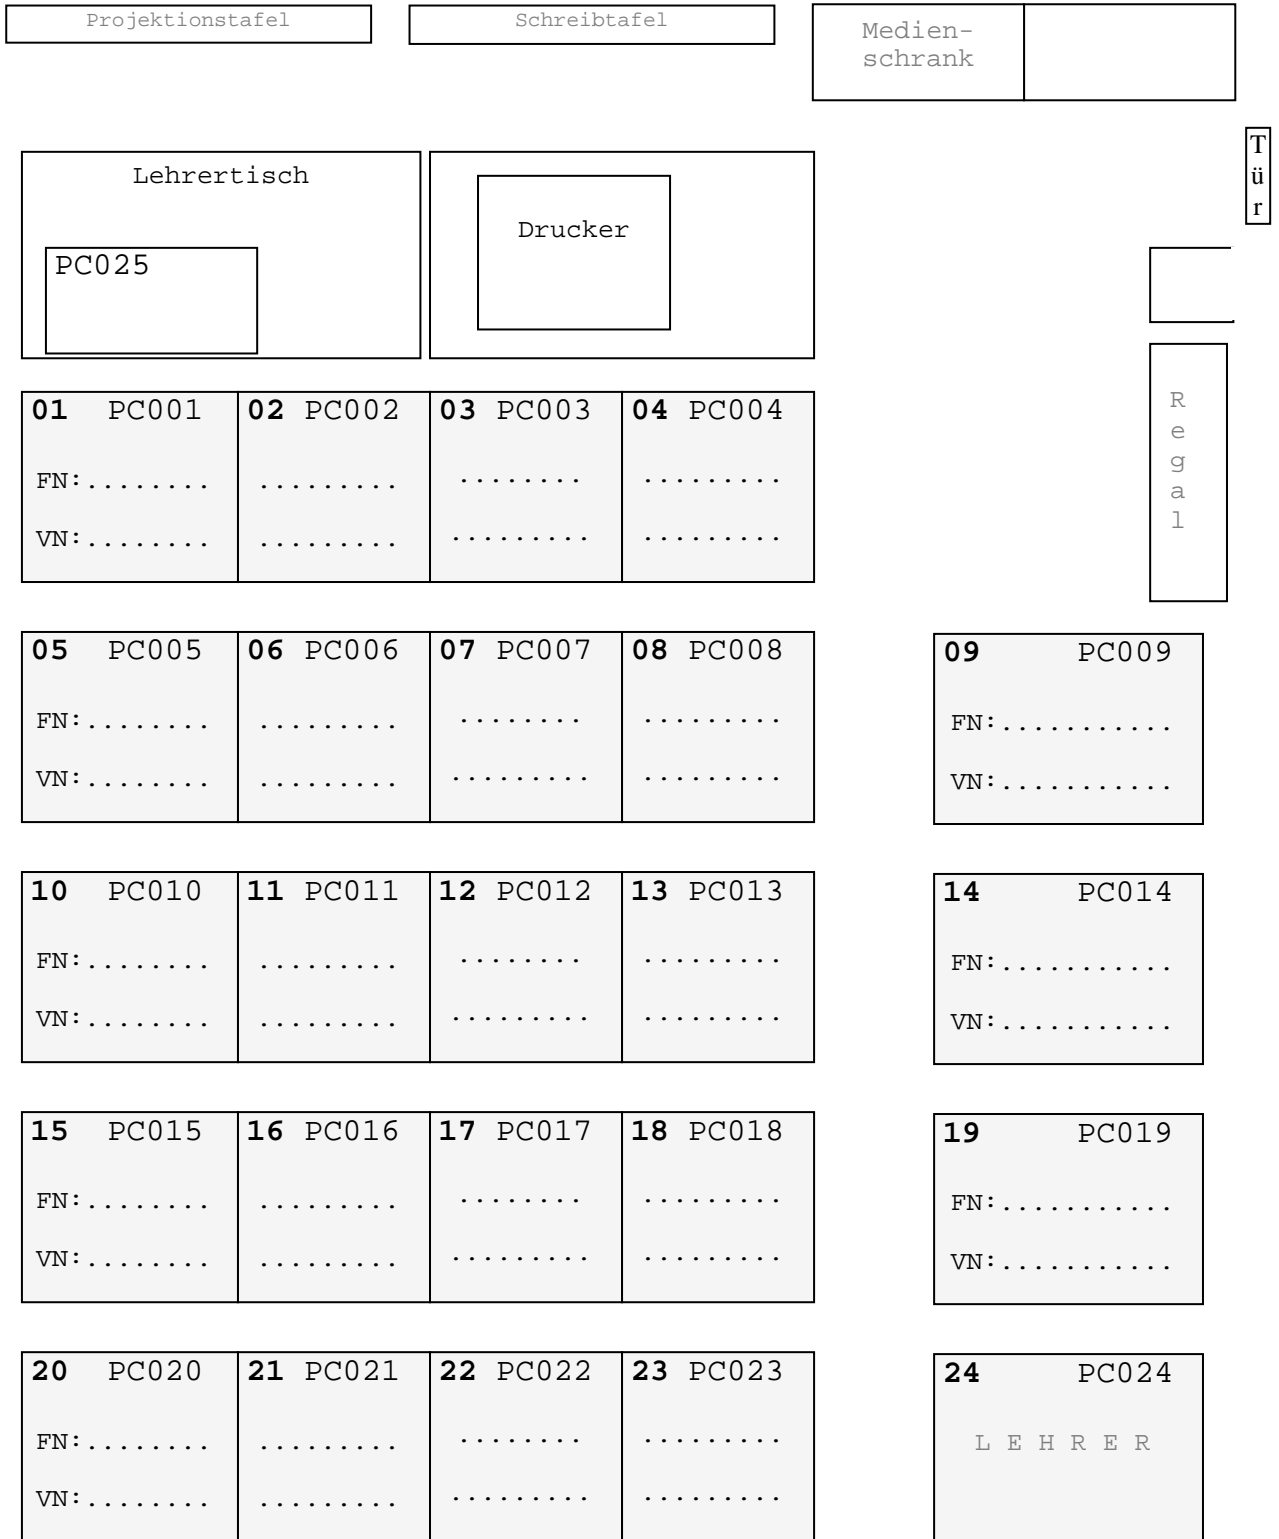 Projektionstafel Schreibtafel
Medien-
schrank
Tür
Lehrertisch
Drucker
PC025
Regal
01 PC001 02 PC002 03 PC003 04 PC004
FN:........ ......... ........ .........
VN:........ ......... ......... .........
05 PC005 06 PC006 07 PC007 08 PC008 09 PC009
FN:........ ......... ........ ......... FN:...........
VN:........ ......... ......... ......... VN:...........
10 PC010 11 PC011 12 PC012 13 PC013 14 PC014
FN:........ ......... ........ ......... FN:...........
VN:........ ......... ......... ......... VN:...........
15 PC015 16 PC016 17 PC017 18 PC018 19 PC019
FN:........ ......... ........ ......... FN:...........
VN:........ ......... ......... ......... VN:...........
20 PC020 21 PC021 22 PC022 23 PC023 24 PC024
FN:........ ......... ........ ......... L E H R E R
VN:........ ......... ......... .........